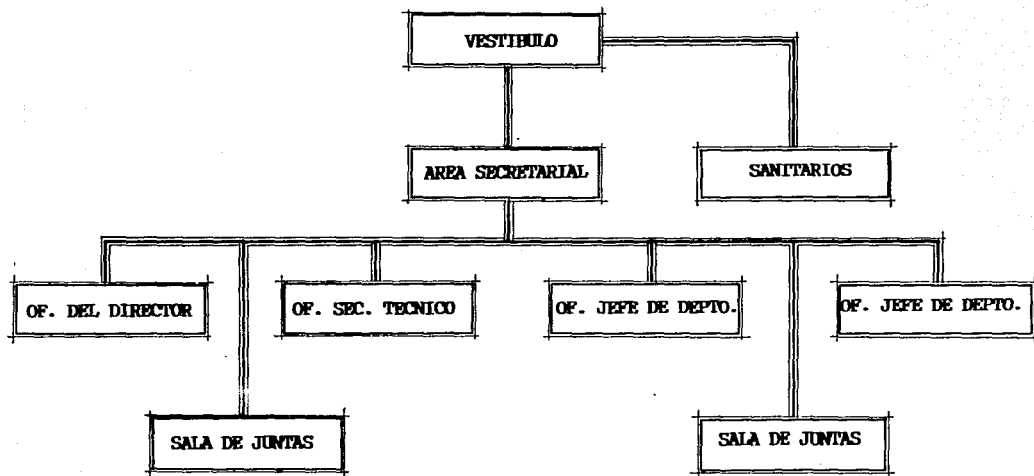 VESTIBULO
AREA SECRETARIAL
SANITARIOS
OF. DEL DIRECTOR
OF. SEC. TECNICO
OF. JEFE DE DEPTO.
OF. JEFE DE DEPTO.
SALA DE JUNTAS
SALA DE JUNTAS